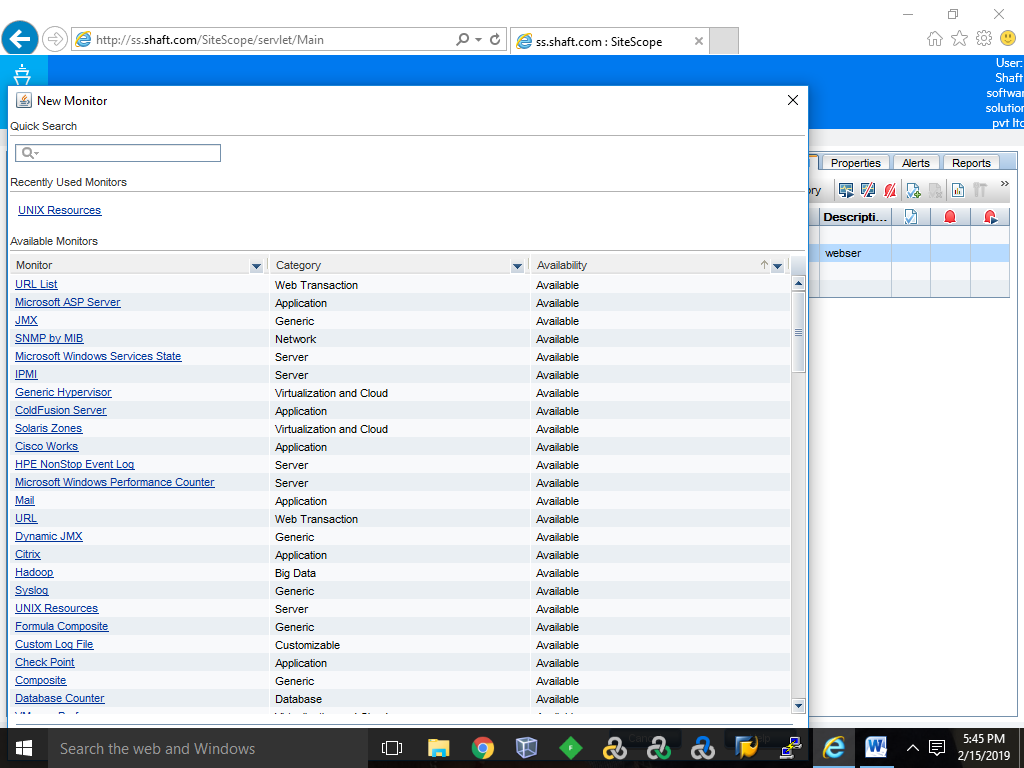 http://ss.shaft.com/SiteScope/servlet/Main
ss.shaft.com : SiteScope
User:
Shaft
softwar
solution
pvt ltd
New Monitor
Quick Search
Recently Used Monitors
UNIX Resources
Available Monitors
Monitor Category Availability
URL List Web Transaction Available
Microsoft ASP Server Application Available
JMX Generic Available
SNMP by MIB Network Available
Microsoft Windows Services State Server Available
IPMI Server Available
Generic Hypervisor Virtualization and Cloud Available
ColdFusion Server Application Available
Solaris Zones Virtualization and Cloud Available
Cisco Works Application Available
HPE NonStop Event Log Server Available
Microsoft Windows Performance Counter Server Available
Mail Application Available
URL Web Transaction Available
Dynamic JMX Generic Available
Citrix Application Available
Hadoop Big Data Available
Syslog Generic Available
UNIX Resources Server Available
Formula Composite Generic Available
Custom Log File Customizable Available
Check Point Application Available
Composite Generic Available
Database Counter Database Available
Properties Alerts Reports
ory
Descripti...
webser
Search the web and Windows
5:45 PM
2/15/2019